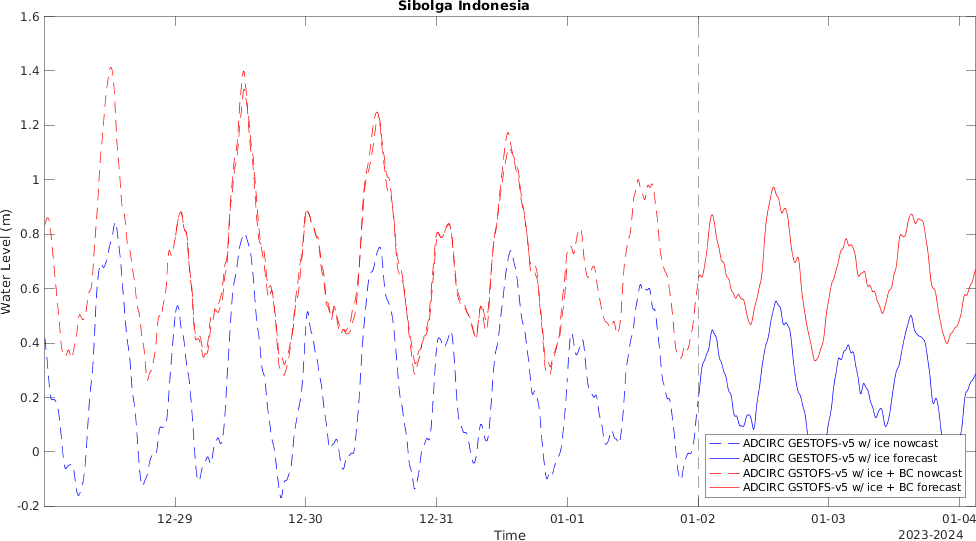 Sibolga Indonesia
1.6
1.4
1.2
1
0.8
0.6
0.4
0.2
0
-0.2
Water Level (m)
12-29
12-30
12-31
01-01
01-02
01-03
01-04
Time
2023-2024
ADCIRC GESTOFS-v5 w/ ice nowcast
ADCIRC GESTOFS-v5 w/ ice forecast
ADCIRC GSTOFS-v5 w/ ice + BC nowcast
ADCIRC GSTOFS-v5 w/ ice + BC forecast